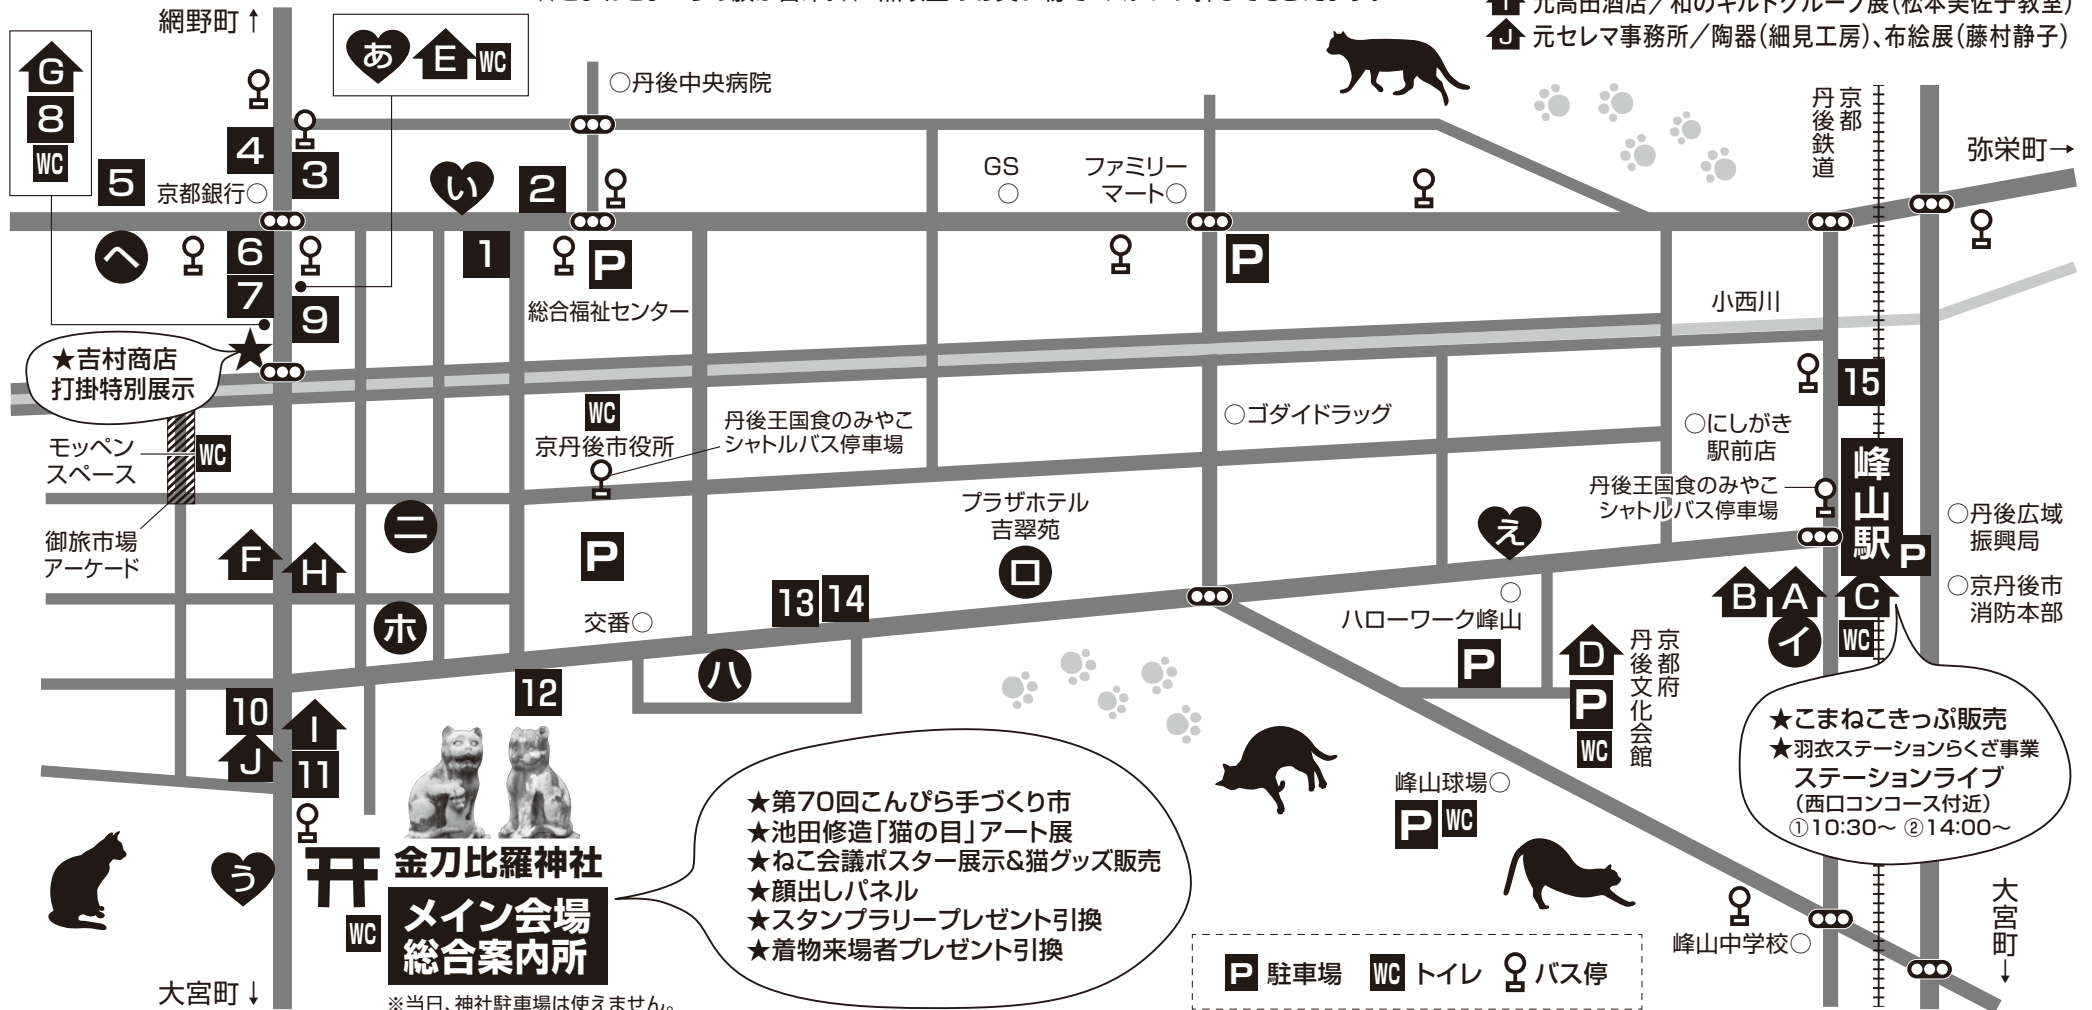 元高田酒店／和のキルトグループ展(松本美佐子教室)
J 元セレマ事務所／陶器(細見工房)、布絵展(藤村静子)
網野町↑
G
8
WC
あ E WC
○丹後中央病院
京都
丹後鉄道
弥栄町→
4
3
5
京都銀行○
い
2
GS
○
ファミリー
マート○
ヘ
6
7
9
1
P
P
総合福祉センター
小西川
★吉村商店
打掛特別展示
15
モッペン
スペース
WC
WC
京丹後市役所
丹後王国食のみやこ
シャトルバス停車場
○ゴダイドラッグ
○にしがき
駅前店
丹後王国食のみやこ
シャトルバス停車場
峰山駅
P
○丹後広域
振興局
○京丹後市
消防本部
御旅市場
アーケード
F
H
ニ
P
プラザホテル
吉翠苑
ロ
え
○
ハローワーク峰山
P
B
A
C
イ
WC
ホ
交番○
13
14
ハ
12
D
P
WC
京都府
丹後文化会館
10
I
J
11
★こまねこきっぷ販売
★羽衣ステーションらくざ事業
ステーションライブ
(西口コンコース付近)
①10:30〜 ②14:00〜
峰山球場○
P WC
う
金刀比羅神社
WC
メイン会場
総合案内所
※当日、神社駐車場は使えません。
大宮町↓
★第70回こんぴら手づくり市
★池田修造「猫の目」アート展
★ねこ会議ポスター展示&猫グッズ販売
★顔出しパネル
★スタンプラリープレゼント引換
★着物来場者プレゼント引換
P 駐車場 WC トイレ バス停
峰山中学校○
大宮町↓